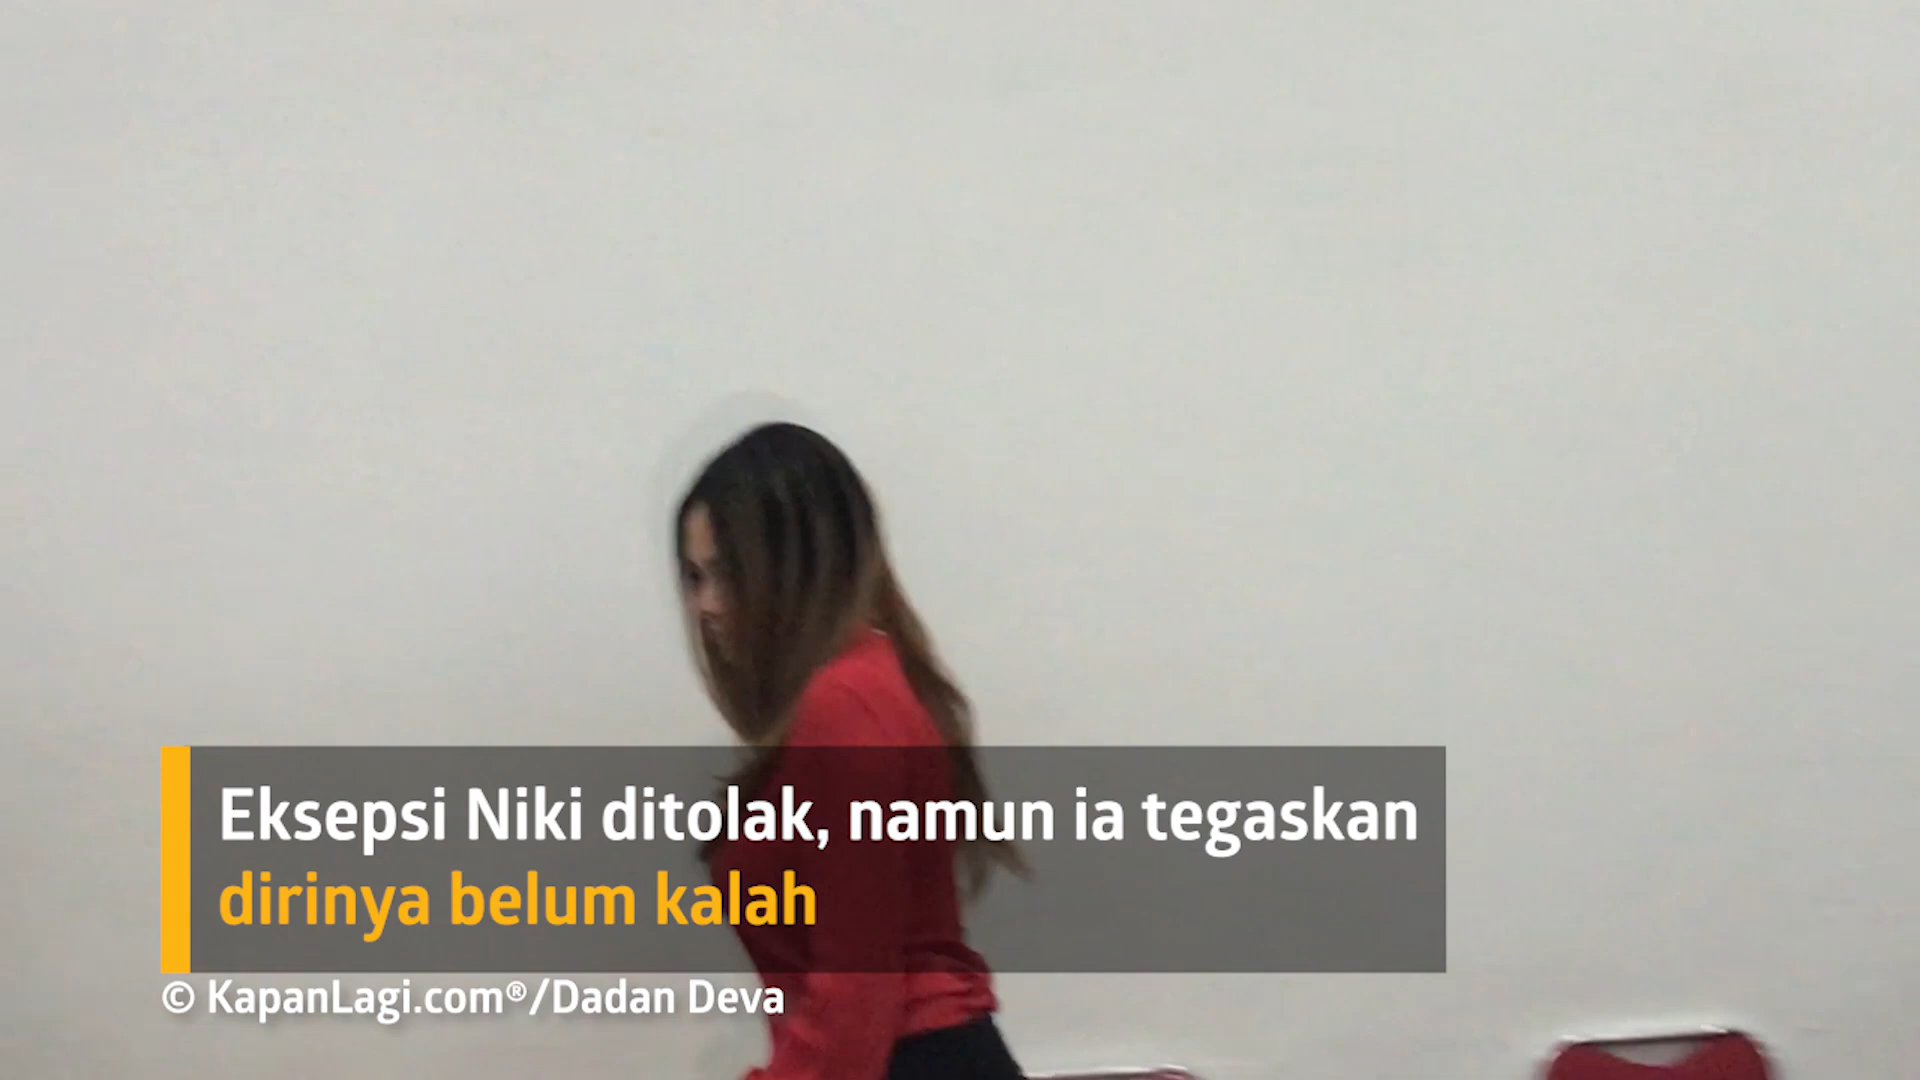 Eksepsi Niki ditolak, namun ia tegaskan
dirinya belum kalah
© KapanLagi.com®/Dadan Deva